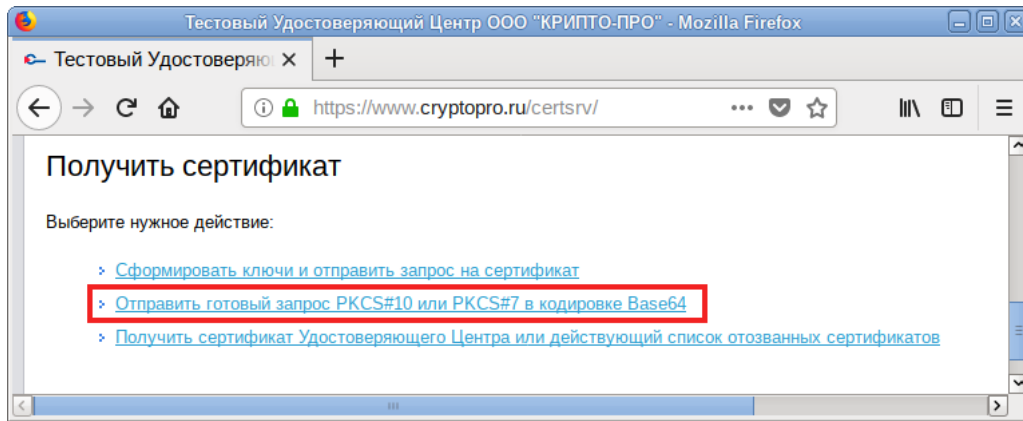 Тестовый Удостоверяющий Центр ООО "КРИПТО-ПРО" - Mozilla Firefox
Тестовый Удостоверяю
https://www.cryptopro.ru/certsrv/
Получить сертификат
Выберите нужное действие:
Сформировать ключи и отправить запрос на сертификат
Отправить готовый запрос PKCS#10 или PKCS#7 в кодировке Base64
Получить сертификат Удостоверяющего Центра или действующий список отозванных сертификатов